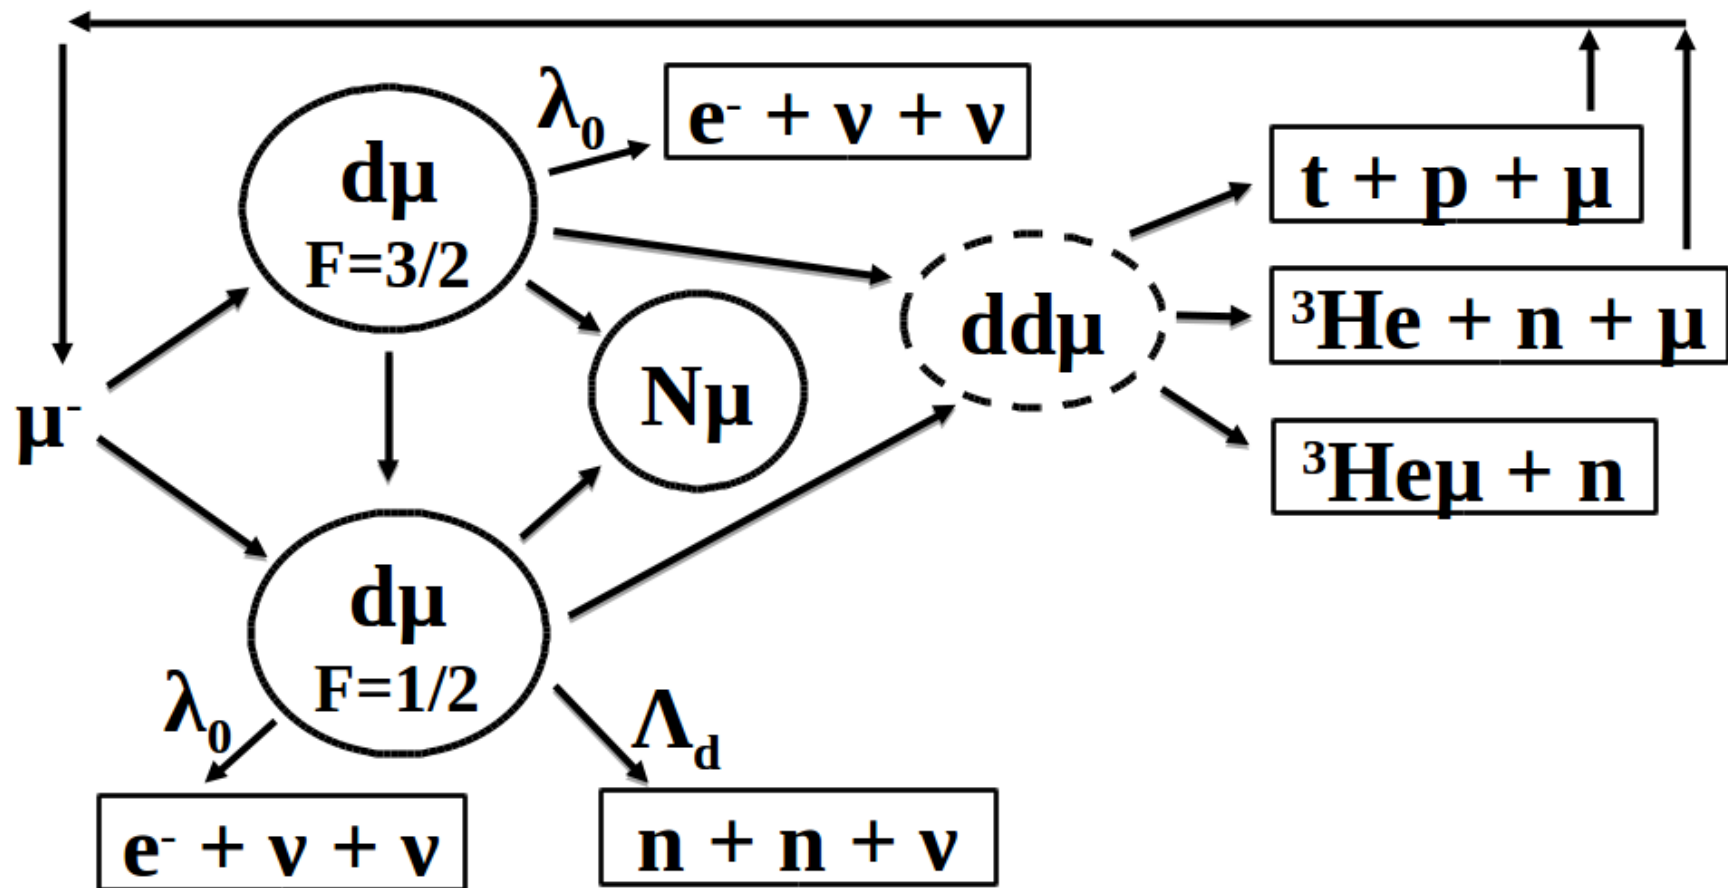 λ₀
e⁻ + ν + ν
dμ
F=3/2
t + p + μ
³He + n + μ
ddμ
Nμ
μ⁻
³Heμ + n
dμ
F=1/2
λ₀
Λd
e⁻ + ν + ν
n + n + ν